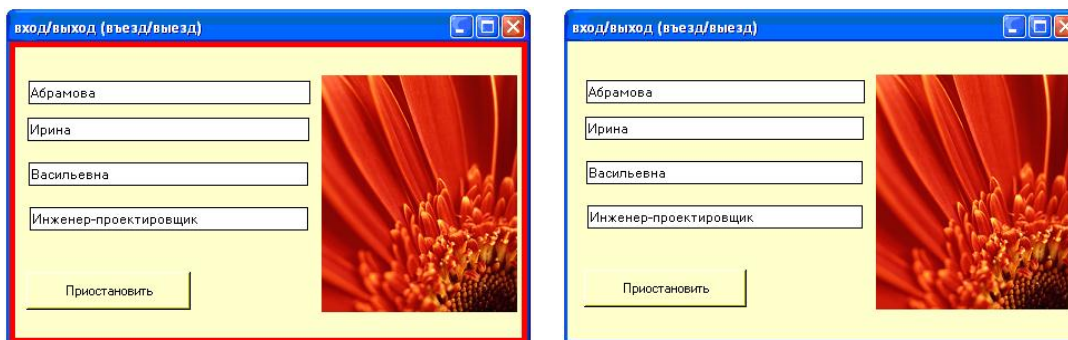 вход/выход (въезд/выезд)
Абрамова
Ирина
Васильевна
Инженер-проектировщик
Приостановить
вход/выход (въезд/выезд)
Абрамова
Ирина
Васильевна
Инженер-проектировщик
Приостановить